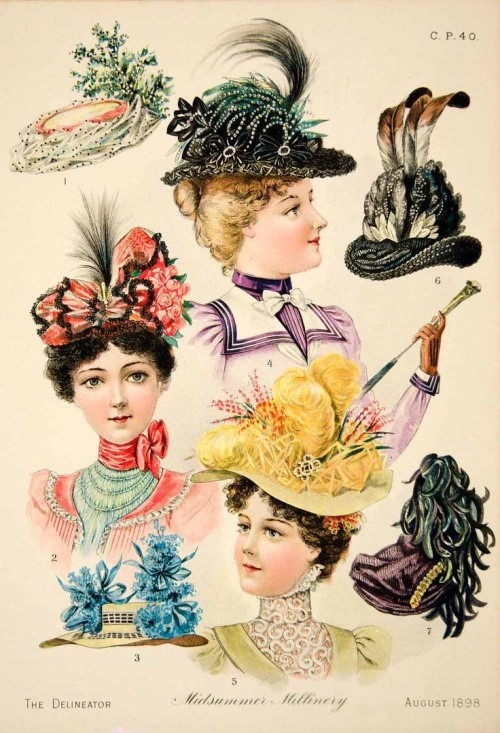 C. P. 40.
1
6
4
2
3
5
7
THE DELINEATOR
Midsummer Millinery
AUGUST 1898